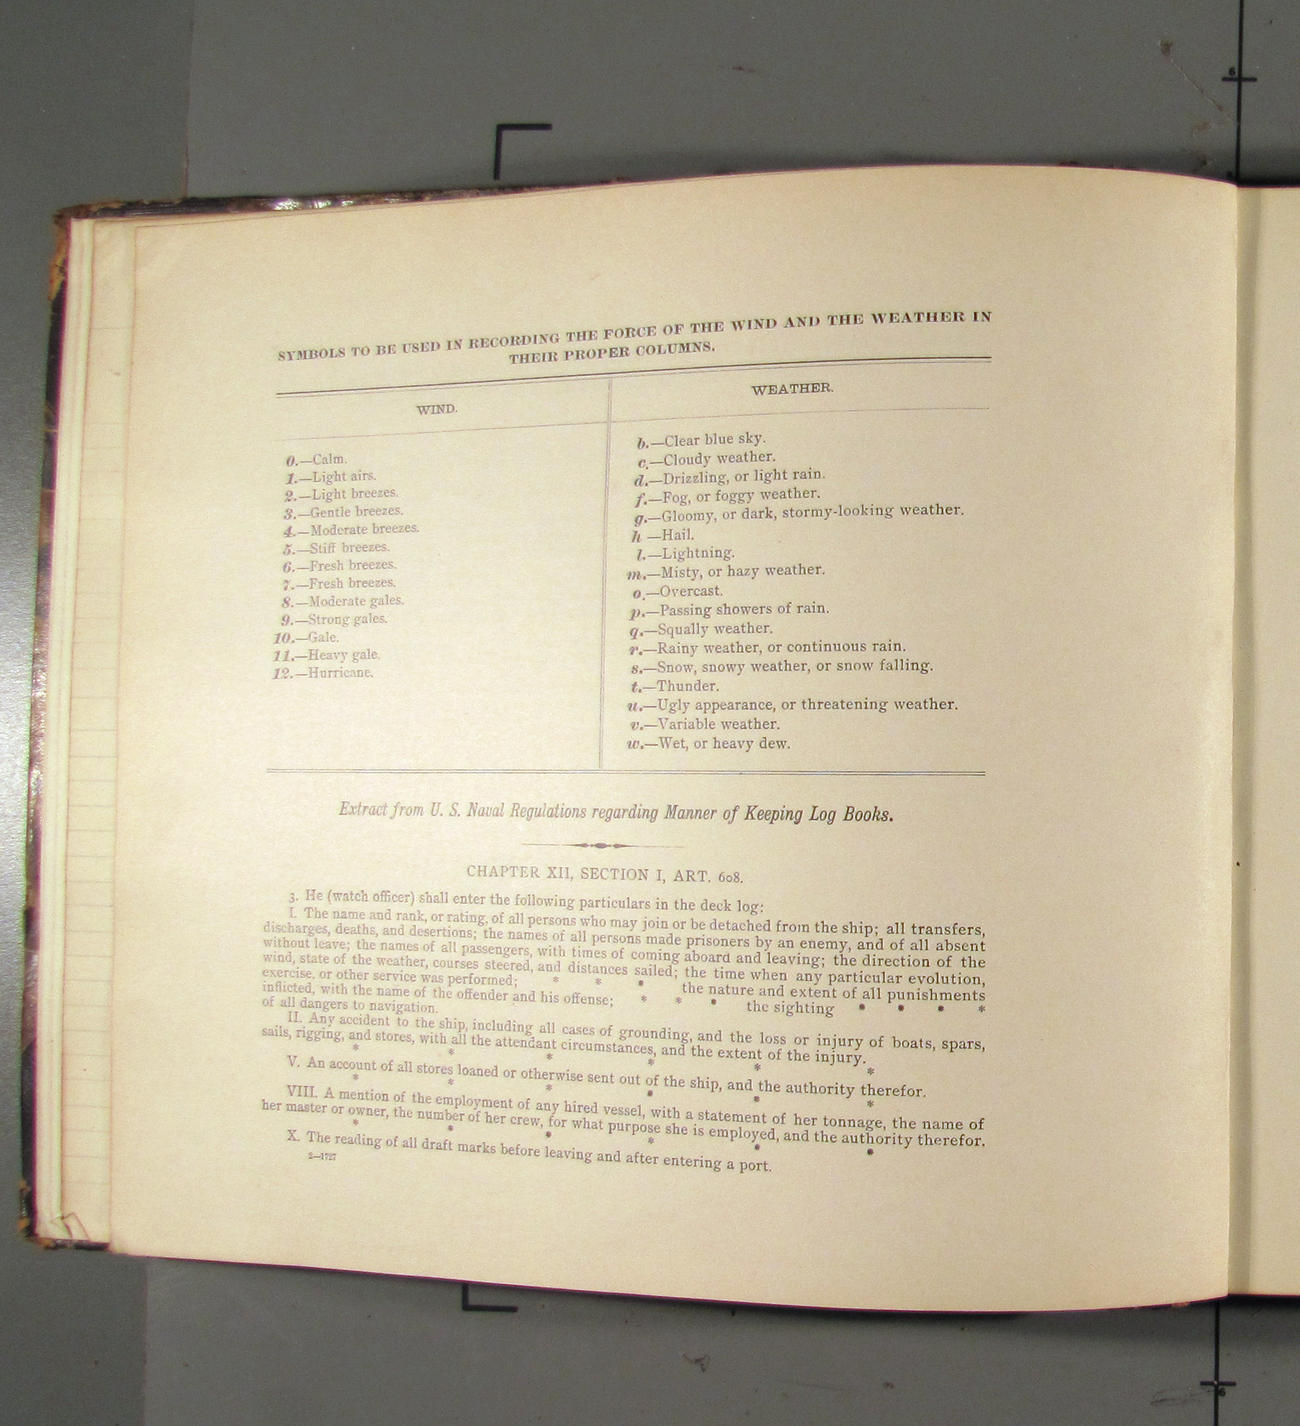 SYMBOLS TO BE USED IN RECORDING THE FORCE OF THE WIND AND THE WEATHER IN
THEIR PROPER COLUMNS.
WIND.
0.—Calm.
1.—Light airs.
2.—Light breezes.
3.—Gentle breezes.
4.—Moderate breezes.
5.—Stiff breezes.
6.—Fresh breezes.
7.—Fresh breezes.
8.—Moderate gales.
9.—Strong gales.
10.—Gale.
11.—Heavy gale.
12.—Hurricane.
WEATHER.
b.—Clear blue sky.
c.—Cloudy weather.
d.—Drizzling, or light rain.
f.—Fog, or foggy weather.
g.—Gloomy, or dark, stormy-looking weather.
h —Hail.
l.—Lightning.
m.—Misty, or hazy weather.
o.—Overcast.
p.—Passing showers of rain.
q.—Squally weather.
r.—Rainy weather, or continuous rain.
s.—Snow, snowy weather, or snow falling.
t.—Thunder.
u.—Ugly appearance, or threatening weather.
v.—Variable weather.
w.—Wet, or heavy dew.
Extract from U. S. Naval Regulations regarding Manner of Keeping Log Books.
CHAPTER XII, SECTION I, ART. 608.
3. He (watch officer) shall enter the following particulars in the deck log:
I. The name and rank, or rating, of all persons who may join or be detached from the ship; all transfers,
discharges, deaths, and desertions; the names of all persons made prisoners by an enemy, and of all absent
without leave; the names of all passengers, with times of coming aboard and leaving; the direction of the
wind, state of the weather, courses steered, and distances sailed; the time when any particular evolution,
exercise, or other service was performed; * * * the nature and extent of all punishments
inflicted, with the name of the offender and his offense; * * * the sighting * * * *
of all dangers to navigation.
II. Any accident to the ship, including all cases of grounding, and the loss or injury of boats, spars,
sails, rigging, and stores, with all the attendant circumstances, and the extent of the injury.
* * * * * *
V. An account of all stores loaned or otherwise sent out of the ship, and the authority therefor.
* * * * * *
VIII. A mention of the employment of any hired vessel, with a statement of her tonnage, the name of
her master or owner, the number of her crew, for what purpose she is employed, and the authority therefor.
* * * * * *
X. The reading of all draft marks before leaving and after entering a port.
2—1727
6
6